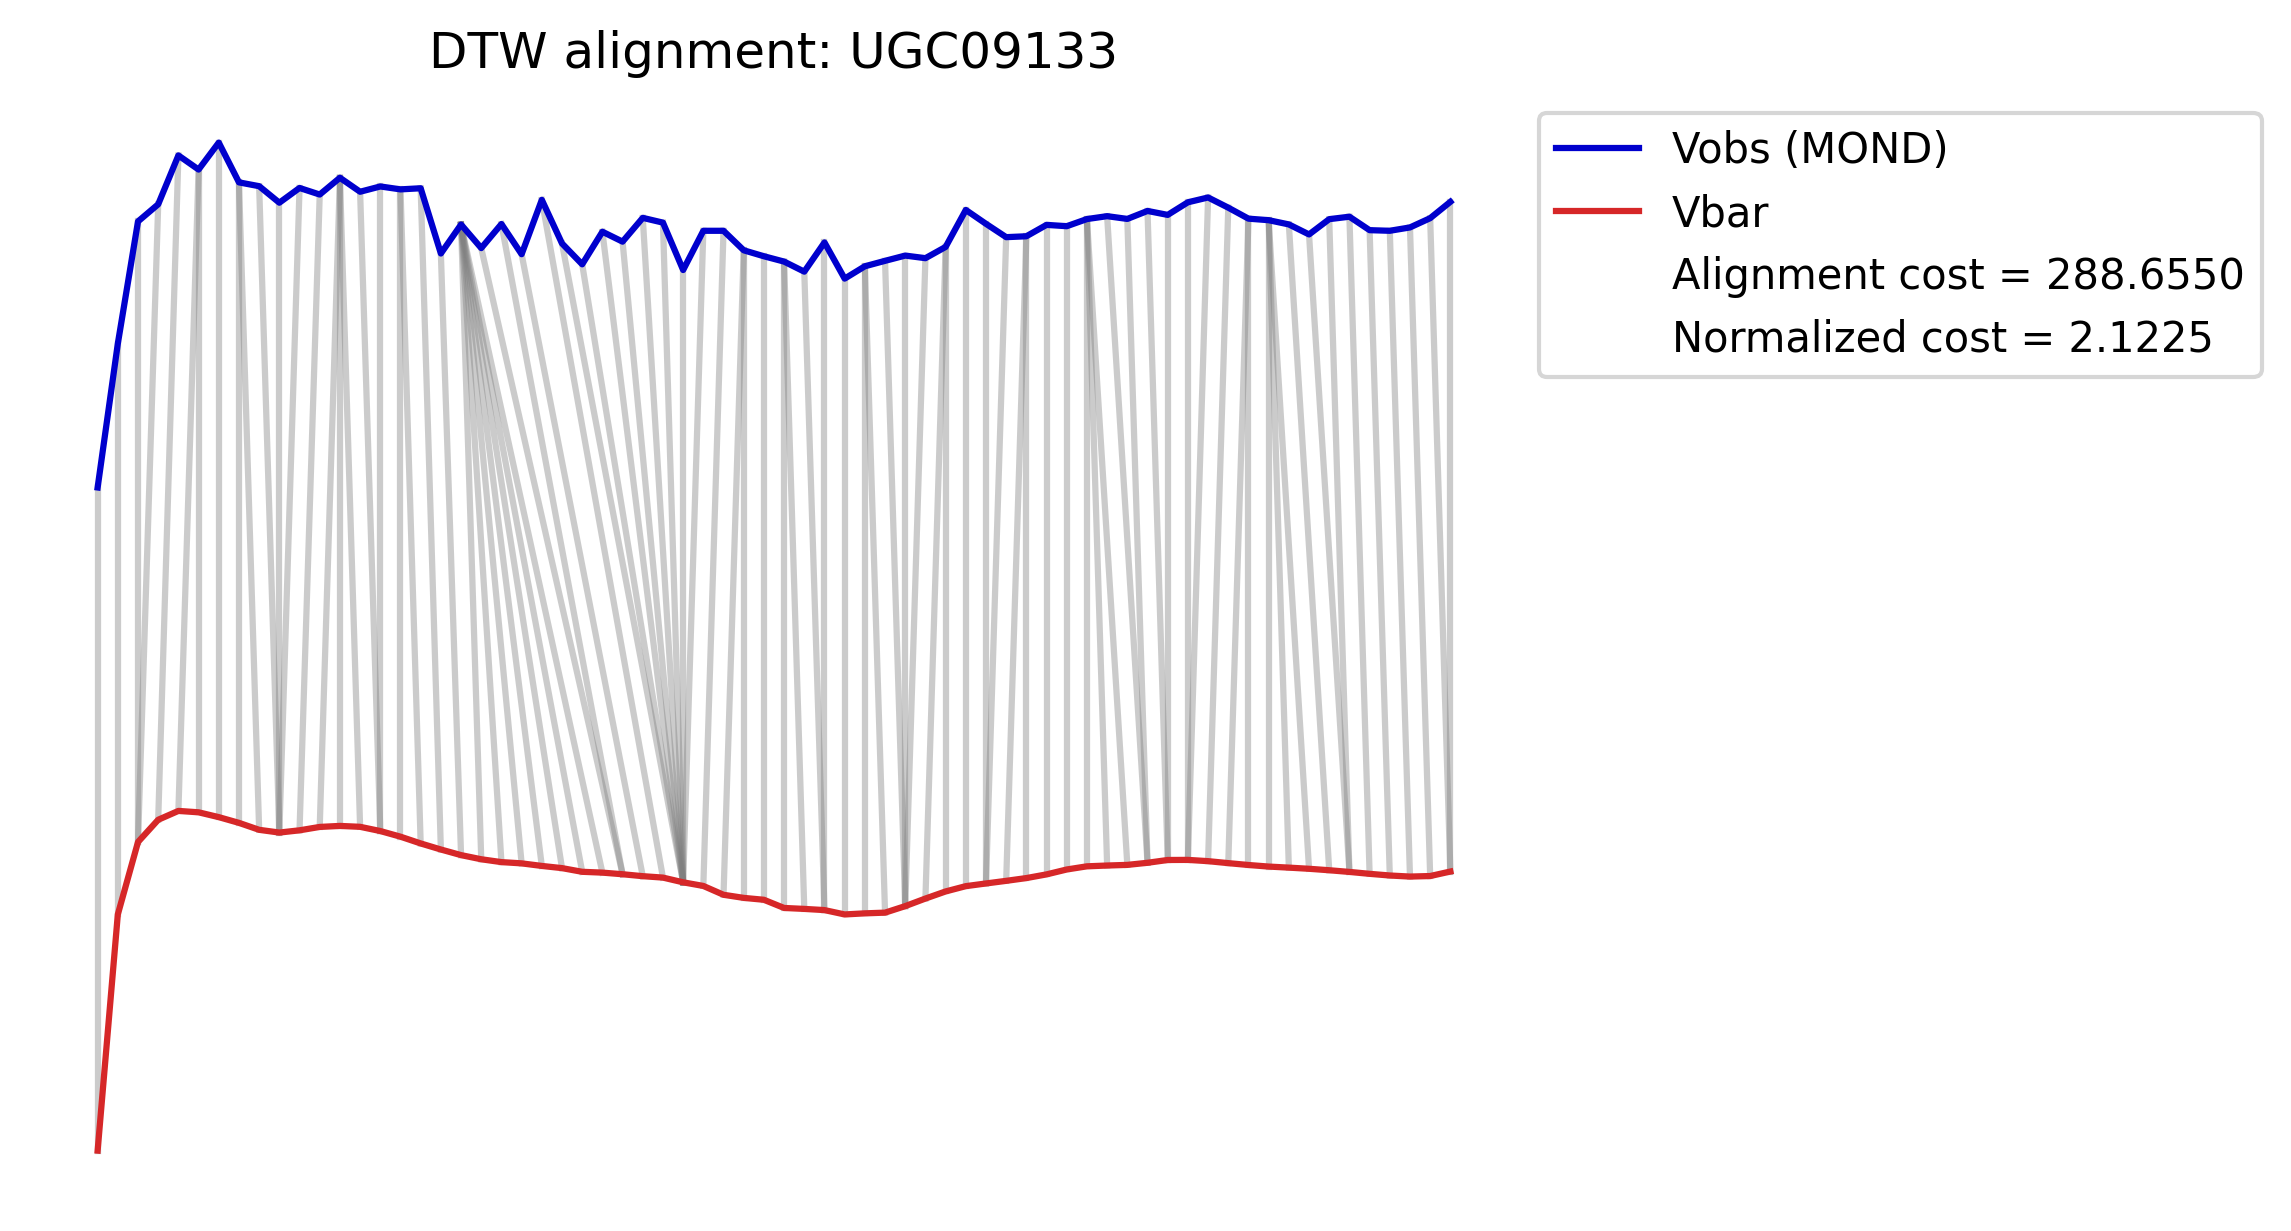 DTW alignment: UGC09133
Vobs (MOND)
Vbar
Alignment cost = 288.6550
Normalized cost = 2.1225